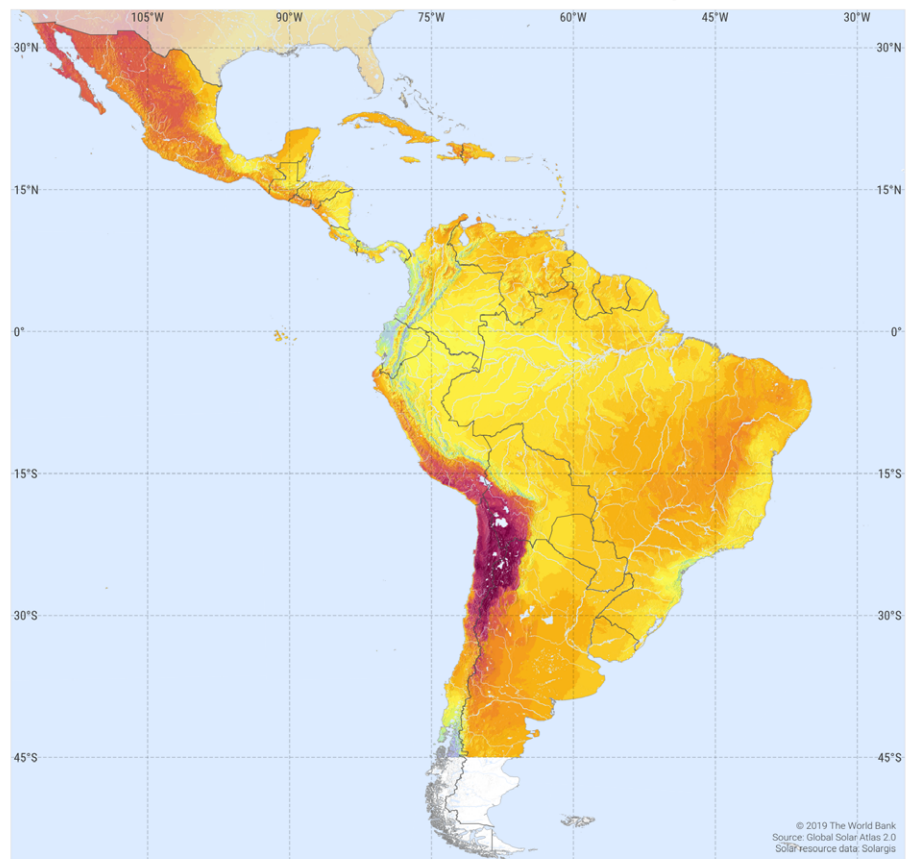 105°W 90°W 75°W 60°W 45°W 30°W
30°N 30°N
15°N 15°N
0° 0°
15°S 15°S
30°S 30°S
45°S 45°S
© 2019 The World Bank
Source: Global Solar Atlas 2.0
Solar resource data: Solargis